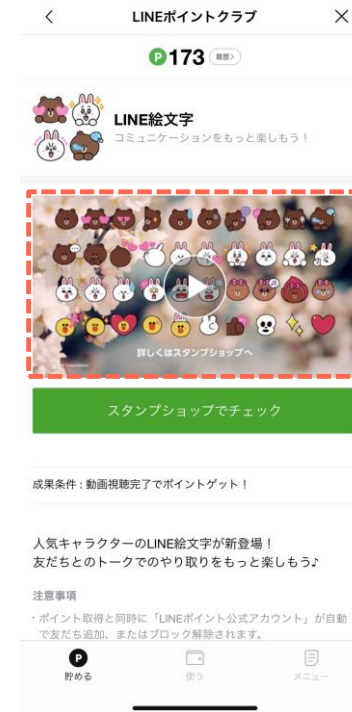 LINEポイントクラブ
P 173 履歴>
LINE絵文字
コミュニケーションをもっと楽しもう!
詳しくはスタンプショップへ
スタンプショップでチェック
成果条件 : 動画視聴完了でポイントゲット!
人気キャラクターのLINE絵文字が新登場!
友だちとのトークでのやり取りをもっと楽しもう♪
注意事項
・ポイント取得と同時に「LINEポイント公式アカウント」が自動
で友だち追加、またはブロック解除されます。
P
貯める
使う
メニュー